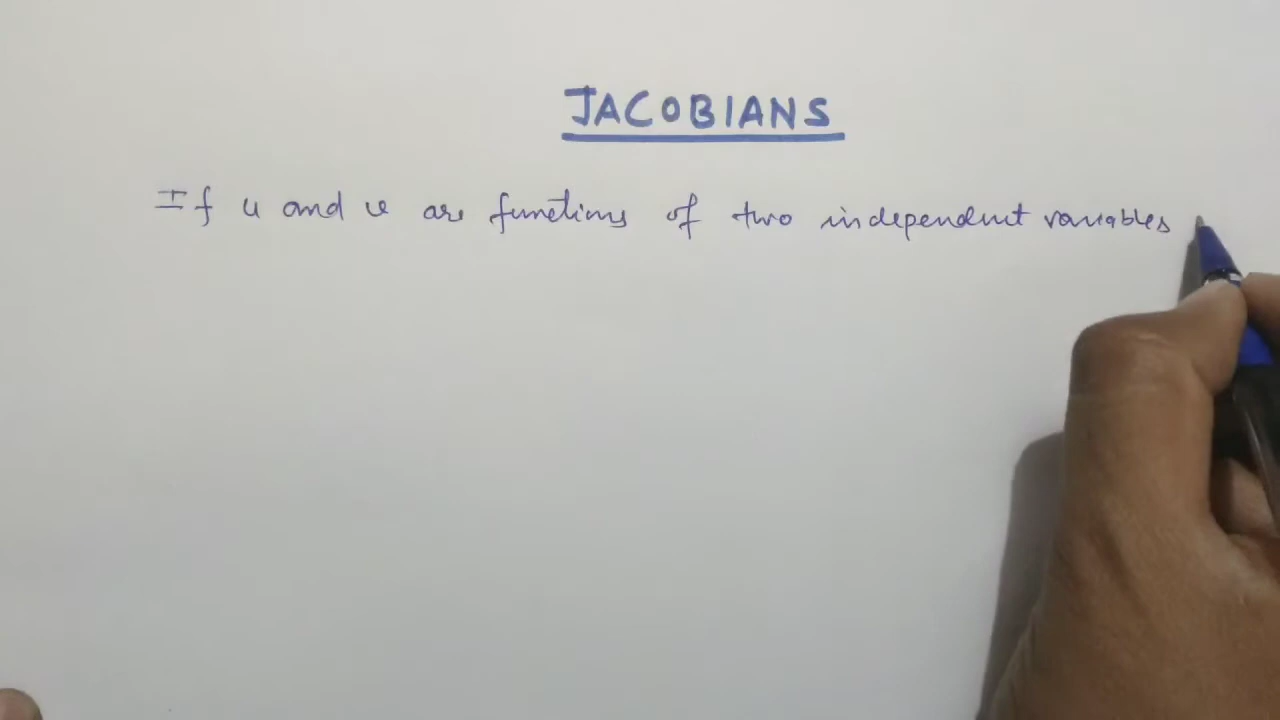 JACOBIANS
If u and v are functions of two independent variables